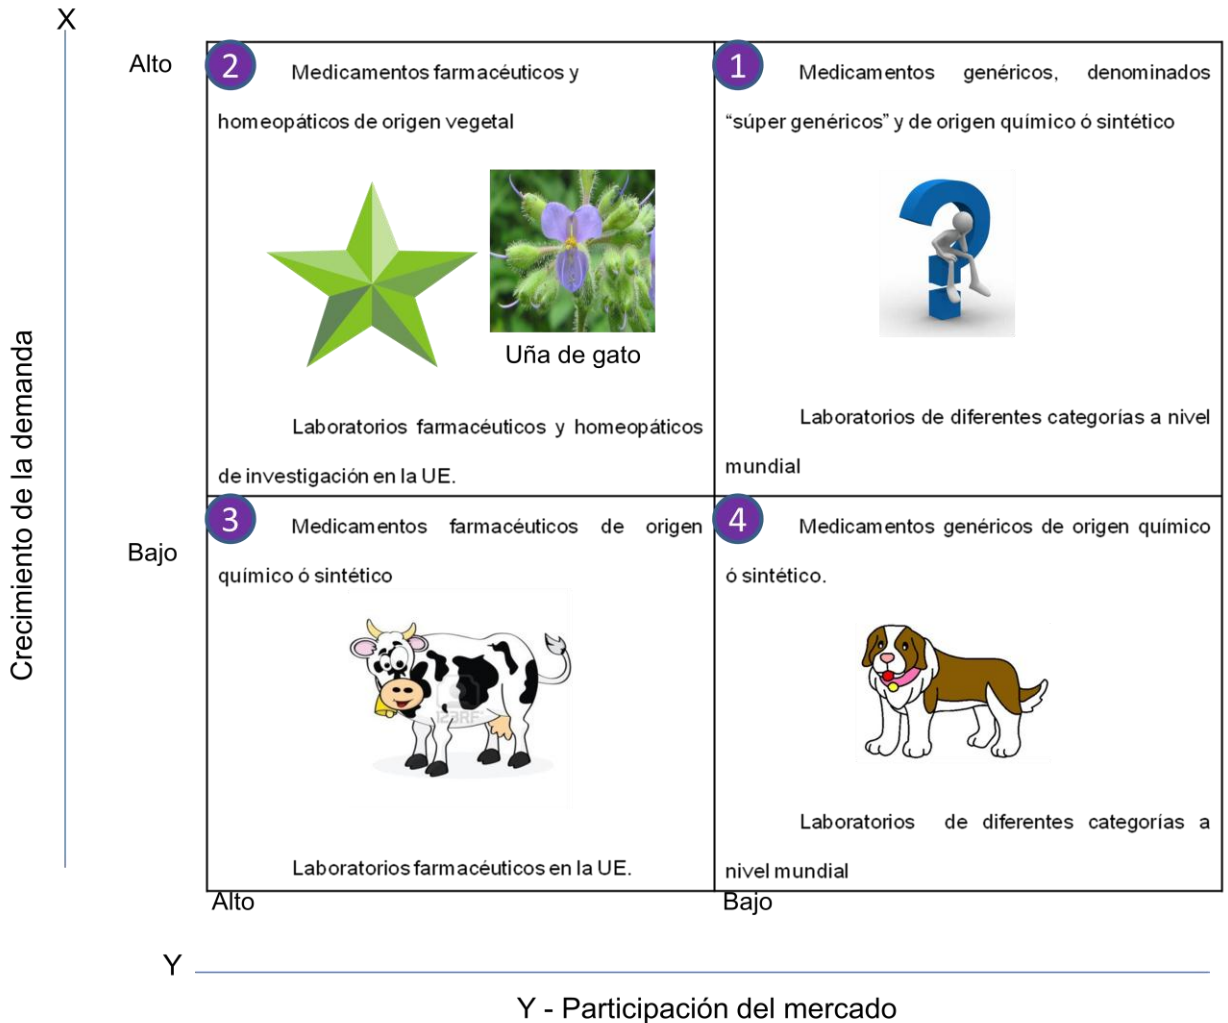 X
Alto
2
Medicamentos farmacéuticos y
homeopáticos de origen vegetal
Uña de gato
Laboratorios farmacéuticos y homeopáticos
de investigación en la UE.
1
Medicamentos genéricos, denominados
“súper genéricos” y de origen químico ó sintético
Laboratorios de diferentes categorías a nivel
mundial
Crecimiento de la demanda
Bajo
3
Medicamentos farmacéuticos de origen
químico ó sintético
123RF
Laboratorios farmacéuticos en la UE.
4
Medicamentos genéricos de origen químico
ó sintético.
Laboratorios de diferentes categorías a
nivel mundial
Alto
Bajo
Y
Y - Participación del mercado